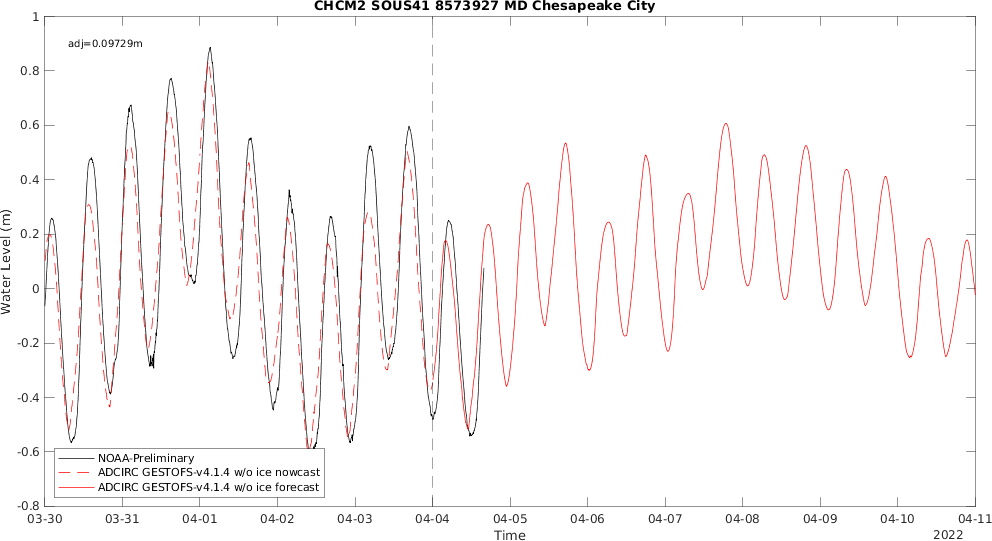 CHCM2 SOUS41 8573927 MD Chesapeake City
adj=0.09729m
1
0.8
0.6
0.4
0.2
0
-0.2
-0.4
-0.6
-0.8
Water Level (m)
NOAA-Preliminary
ADCIRC GESTOFS-v4.1.4 w/o ice nowcast
ADCIRC GESTOFS-v4.1.4 w/o ice forecast
03-30 03-31 04-01 04-02 04-03 04-04 04-05 04-06 04-07 04-08 04-09 04-10 04-11
Time
2022